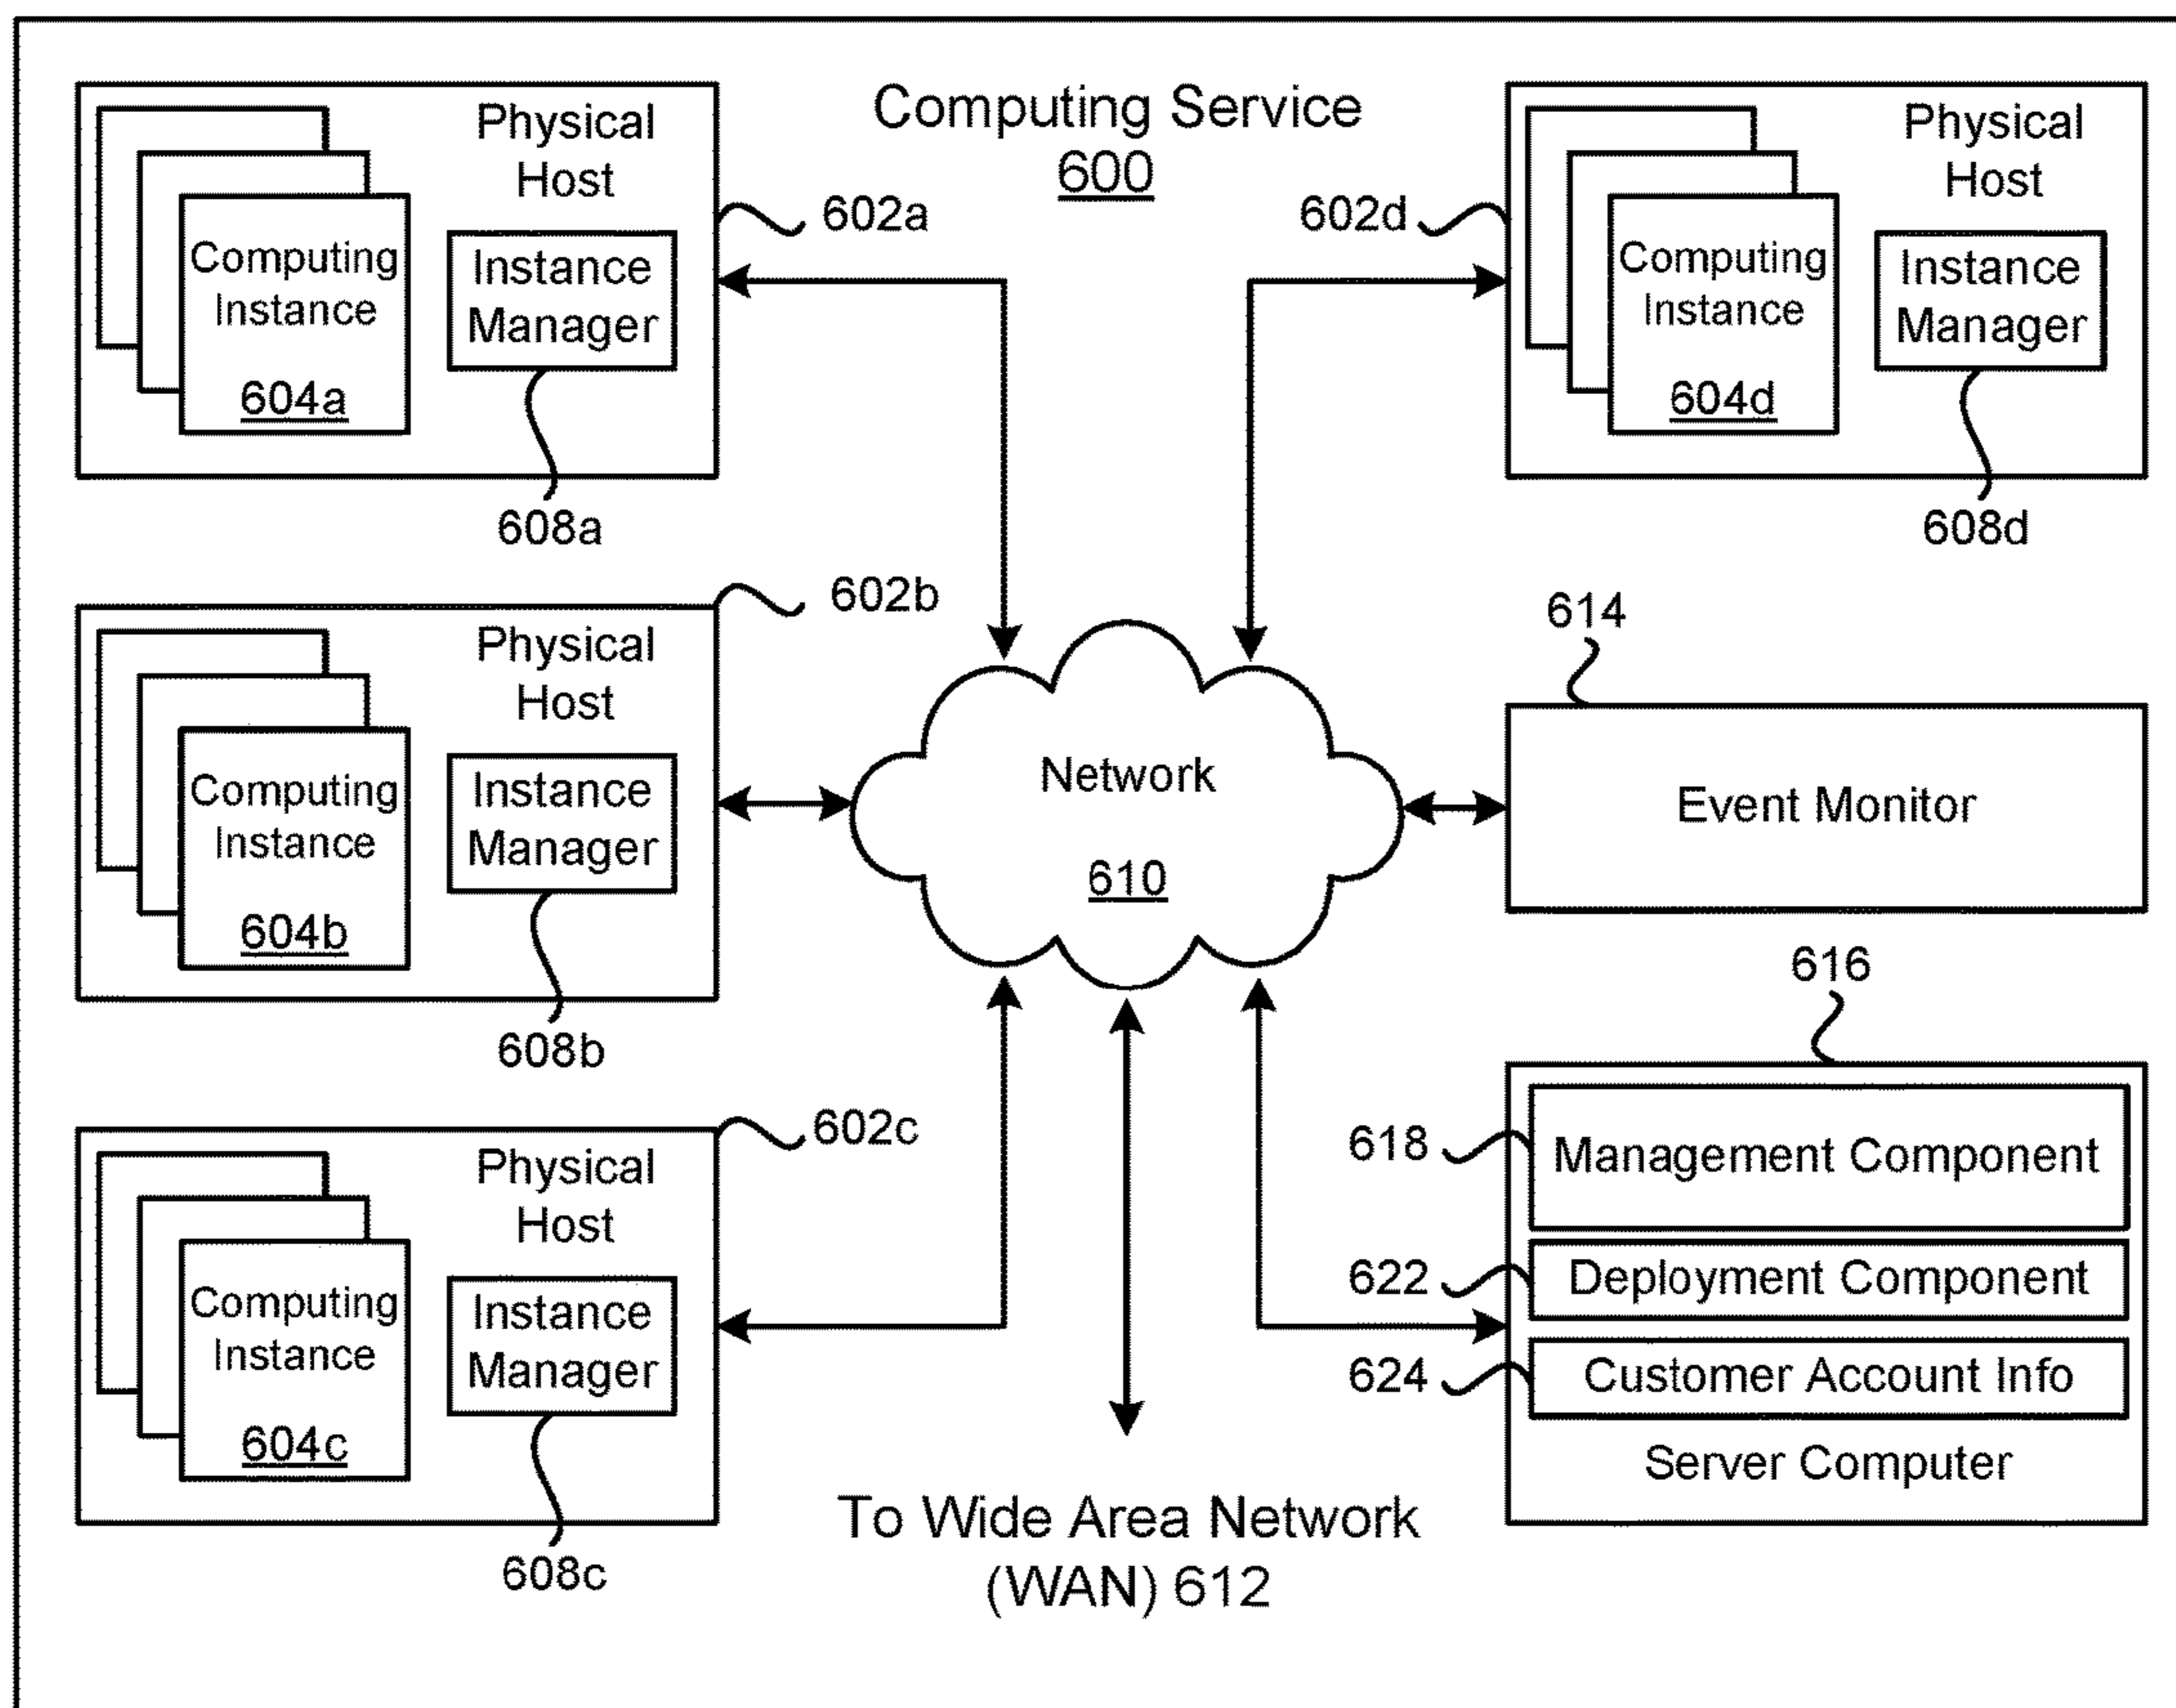 Computing Service
600
Physical
Host
Computing
Instance
604a
Instance
Manager
602a
608a
Physical
Host
Computing
Instance
604d
Instance
Manager
602d
608d
Physical
Host
Computing
Instance
604b
Instance
Manager
602b
608b
Network
610
614
Event Monitor
Physical
Host
Computing
Instance
604c
Instance
Manager
602c
608c
To Wide Area Network
(WAN) 612
616
618
Management Component
622
Deployment Component
624
Customer Account Info
Server Computer